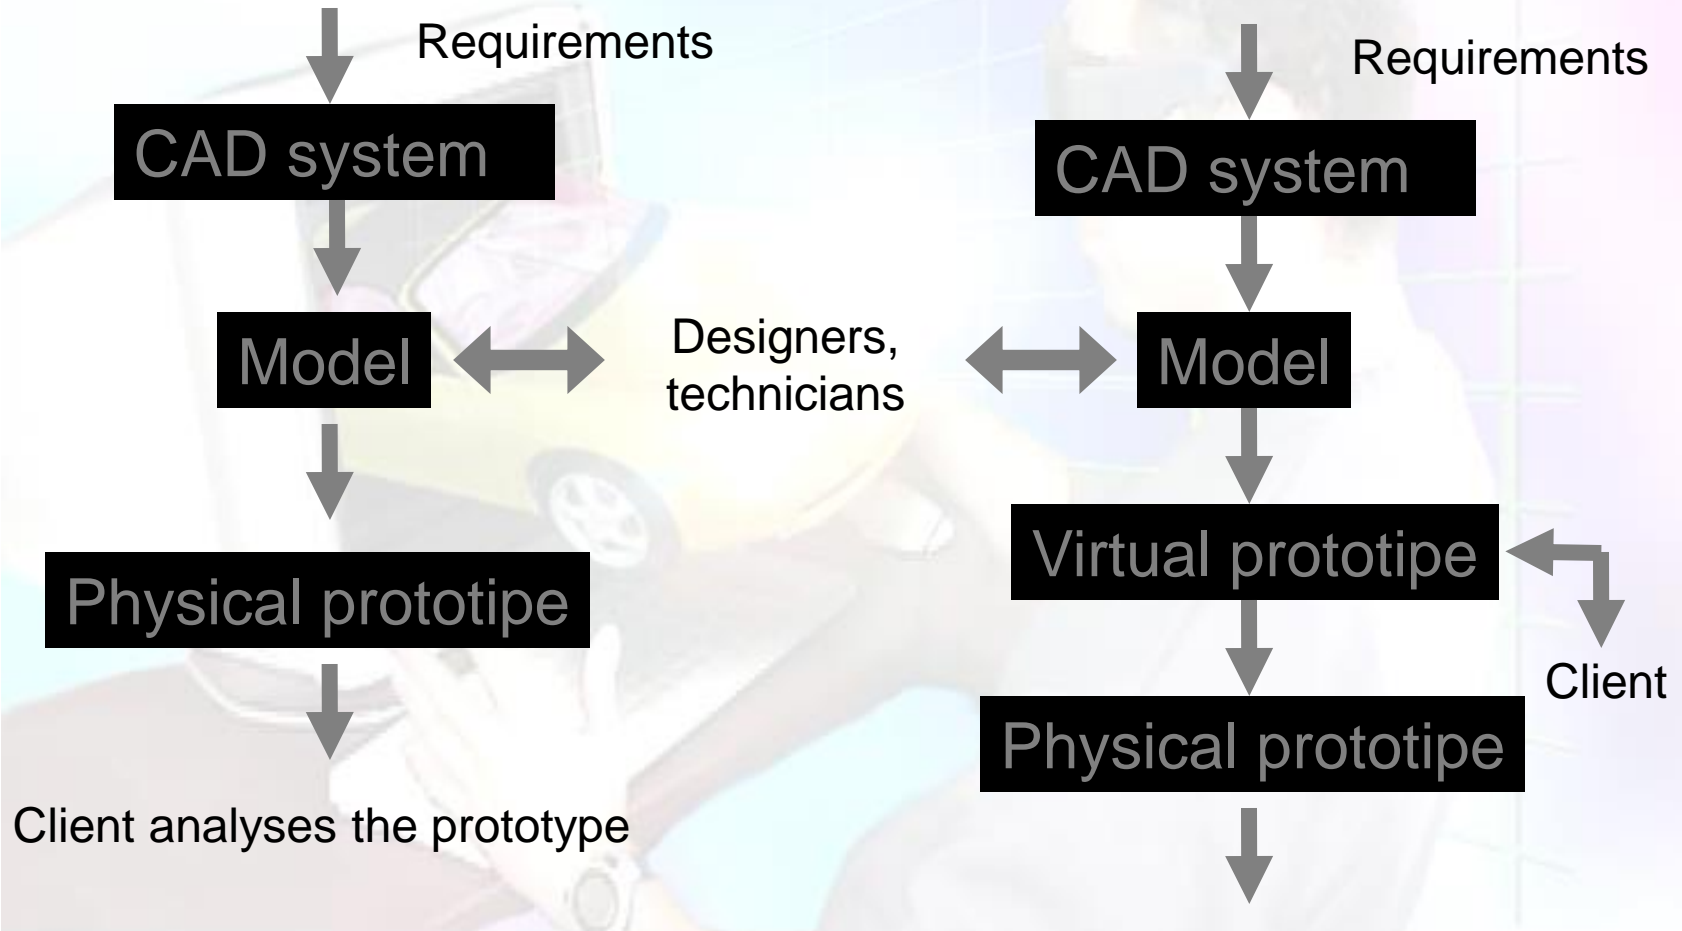 Requirements
CAD system
Model
Physical prototipe
Client analyses the prototype
Designers,
technicians
Requirements
CAD system
Model
Virtual prototipe
Client
Physical prototipe